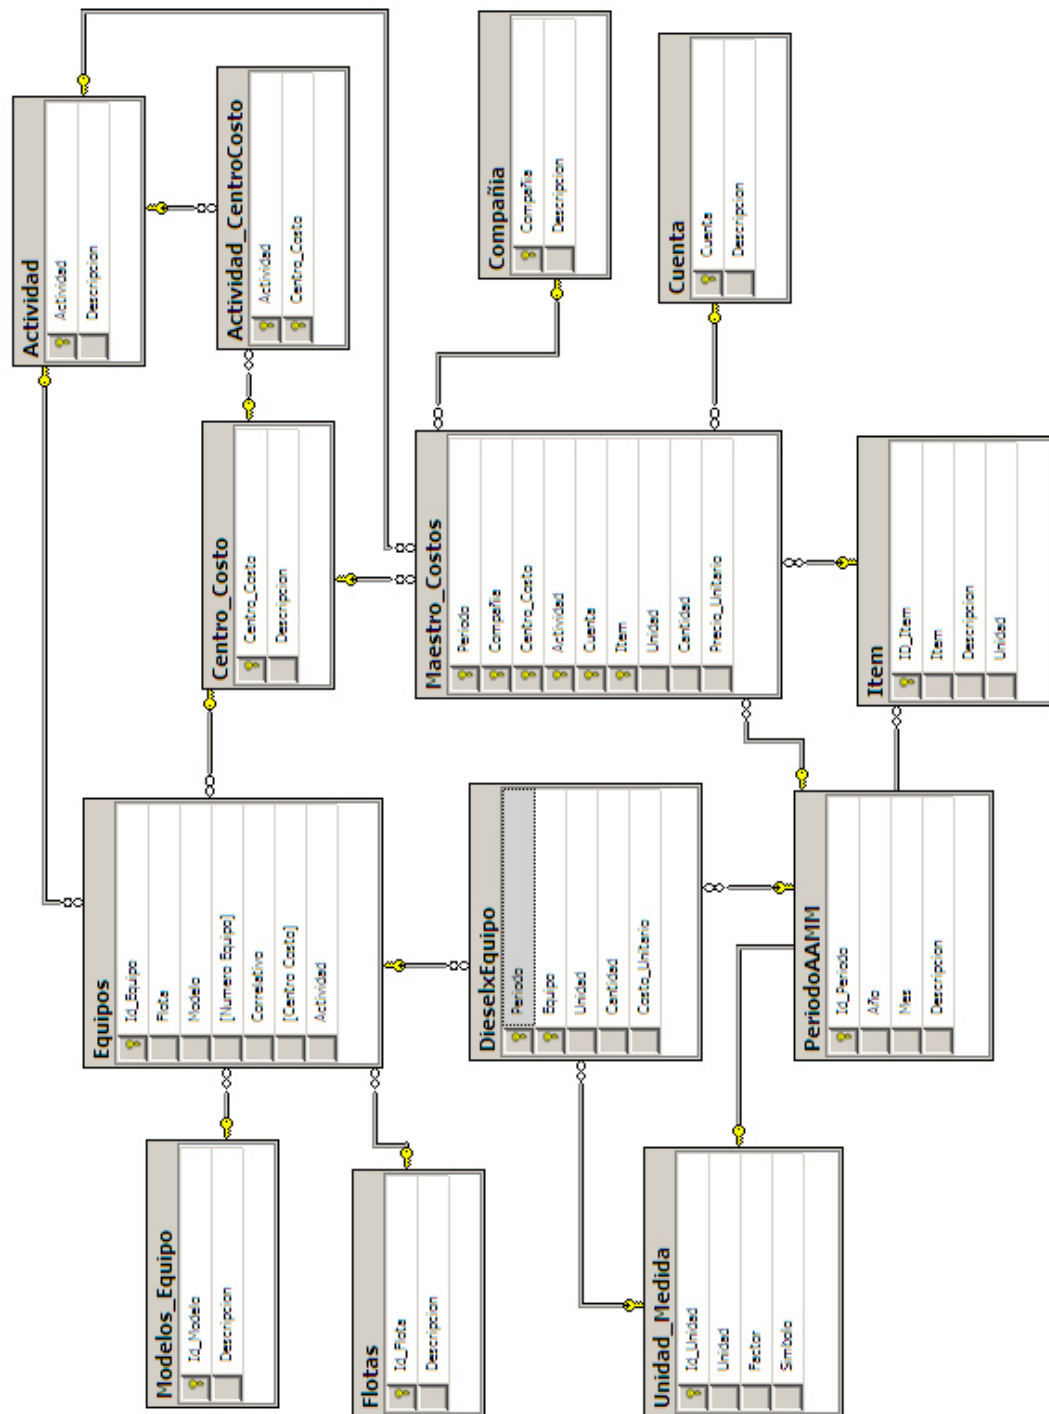 Modelos_Equipo
Id_Modelo
Descripcion
Flotas
Id_Flota
Descripcion
Unidad_Medida
Id_Unidad
Unidad
Factor
Simbolo
Equipos
Id_Equipo
Flota
Modelo
[Numero Equipo]
Correlativo
[Centro Costo]
Actividad
DieselxEquipo
Periodo
Equipo
Unidad
Cantidad
Costo_Unitario
PeriodoAAMM
Id_Periodo
Año
Mes
Descripcion
Centro_Costo
Centro_Costo
Descripcion
Maestro_Costos
Periodo
Compañia
Centro_Costo
Actividad
Cuenta
Item
Unidad
Cantidad
Precio_Unitario
Item
ID_Item
Item
Descripcion
Unidad
Actividad
Actividad
Descripcion
Actividad_CentroCosto
Actividad
Centro_Costo
Compañia
Compañia
Descripcion
Cuenta
Cuenta
Descripcion